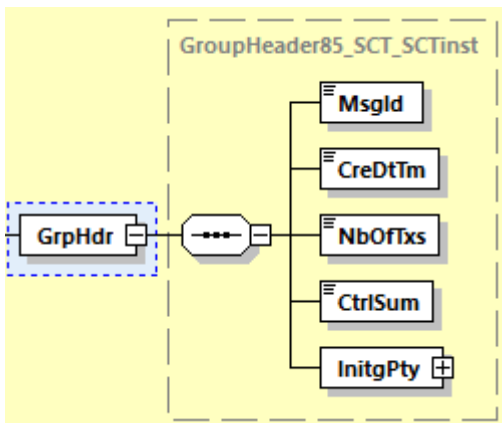 GroupHeader85_SCT_SCTinst
MsgId
CreDtTm
GrpHdr
NbOfTxs
CtrlSum
InitgPty